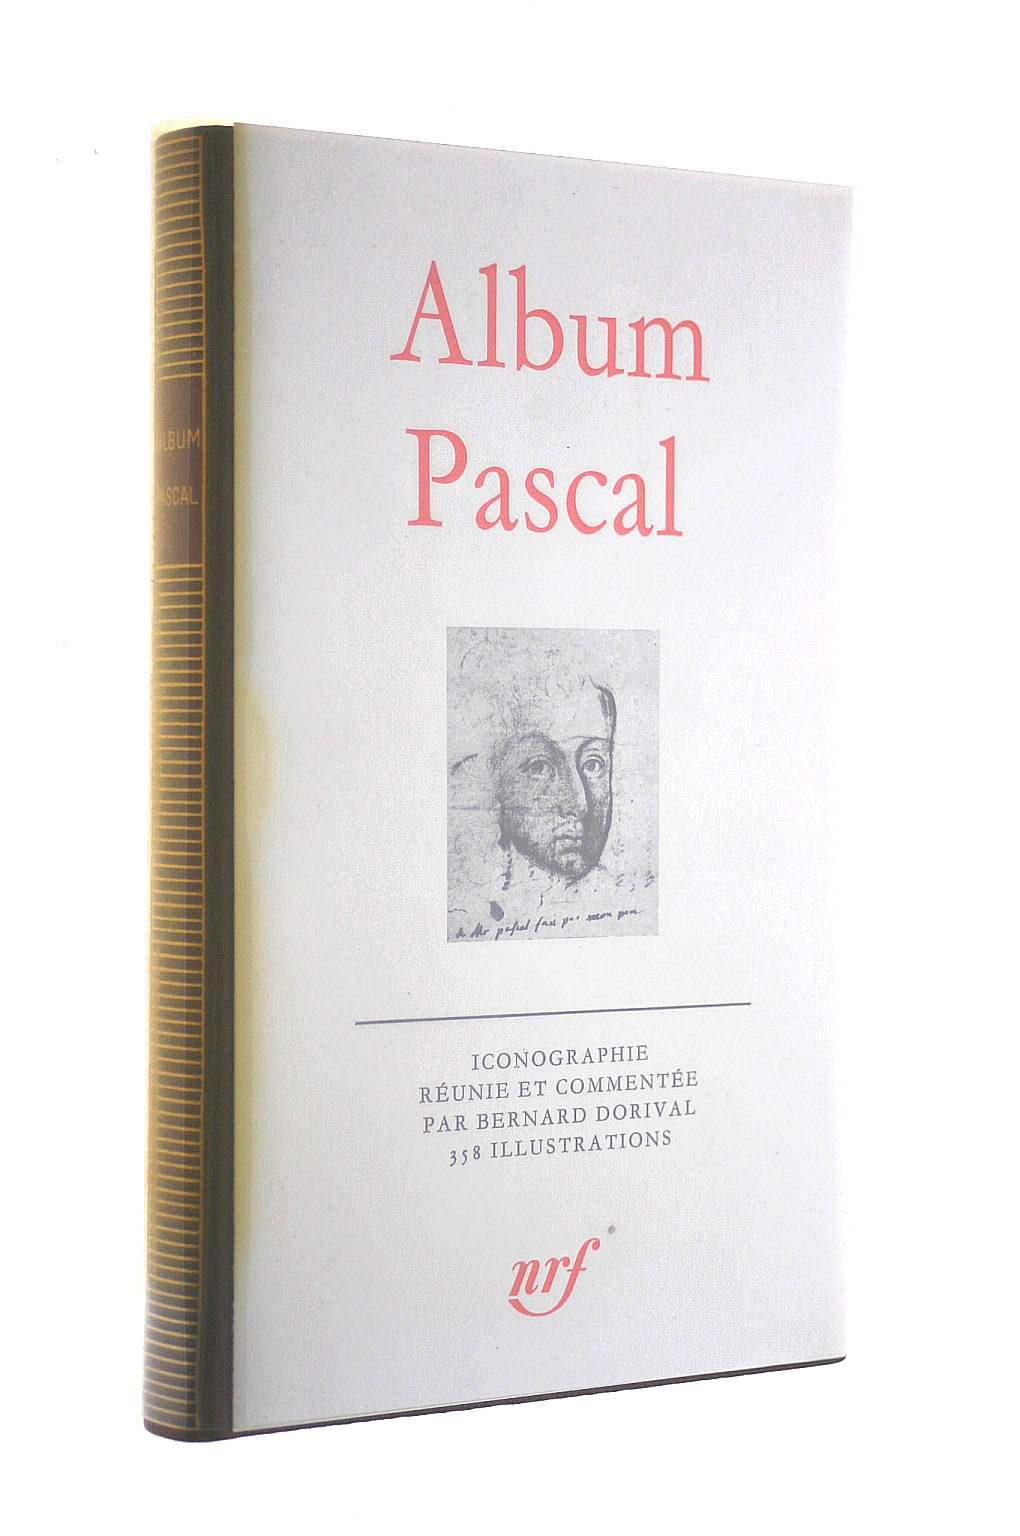 Album
Pascal
ICONOGRAPHIE
RÉUNIE ET COMMENTÉE
PAR BERNARD DORIVAL
358 ILLUSTRATIONS
nrf
ALBUM
PASCAL